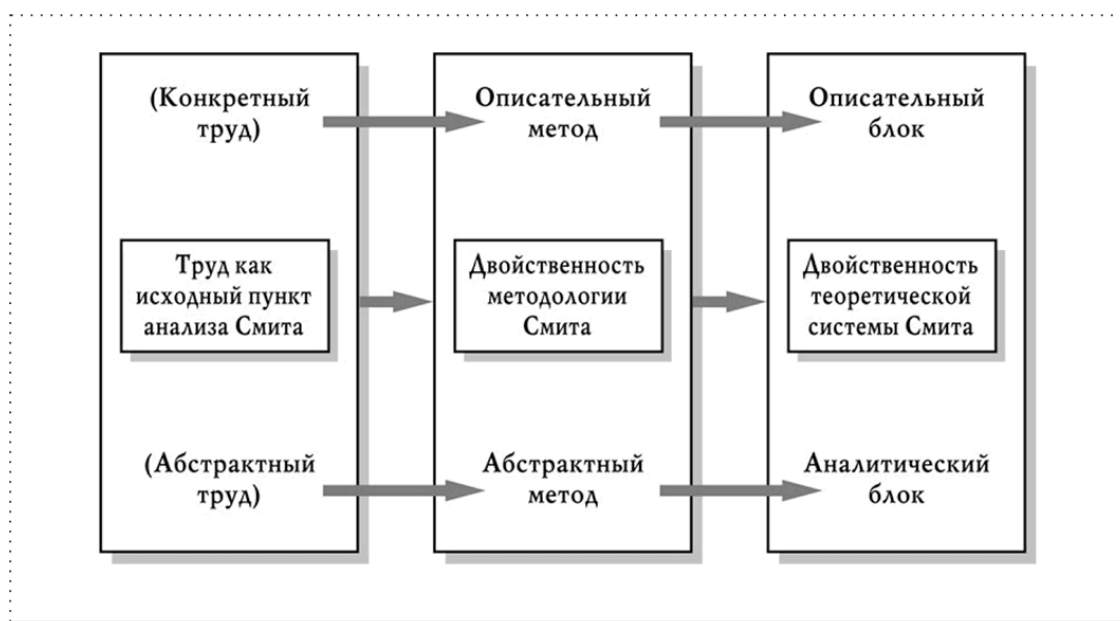 (Конкретный
труд)
Описательный
метод
Описательный
блок
Труд как
исходный пункт
анализа Смита
Двойственность
методологии
Смита
Двойственность
теоретической
системы Смита
(Абстрактный
труд)
Абстрактный
метод
Аналитический
блок